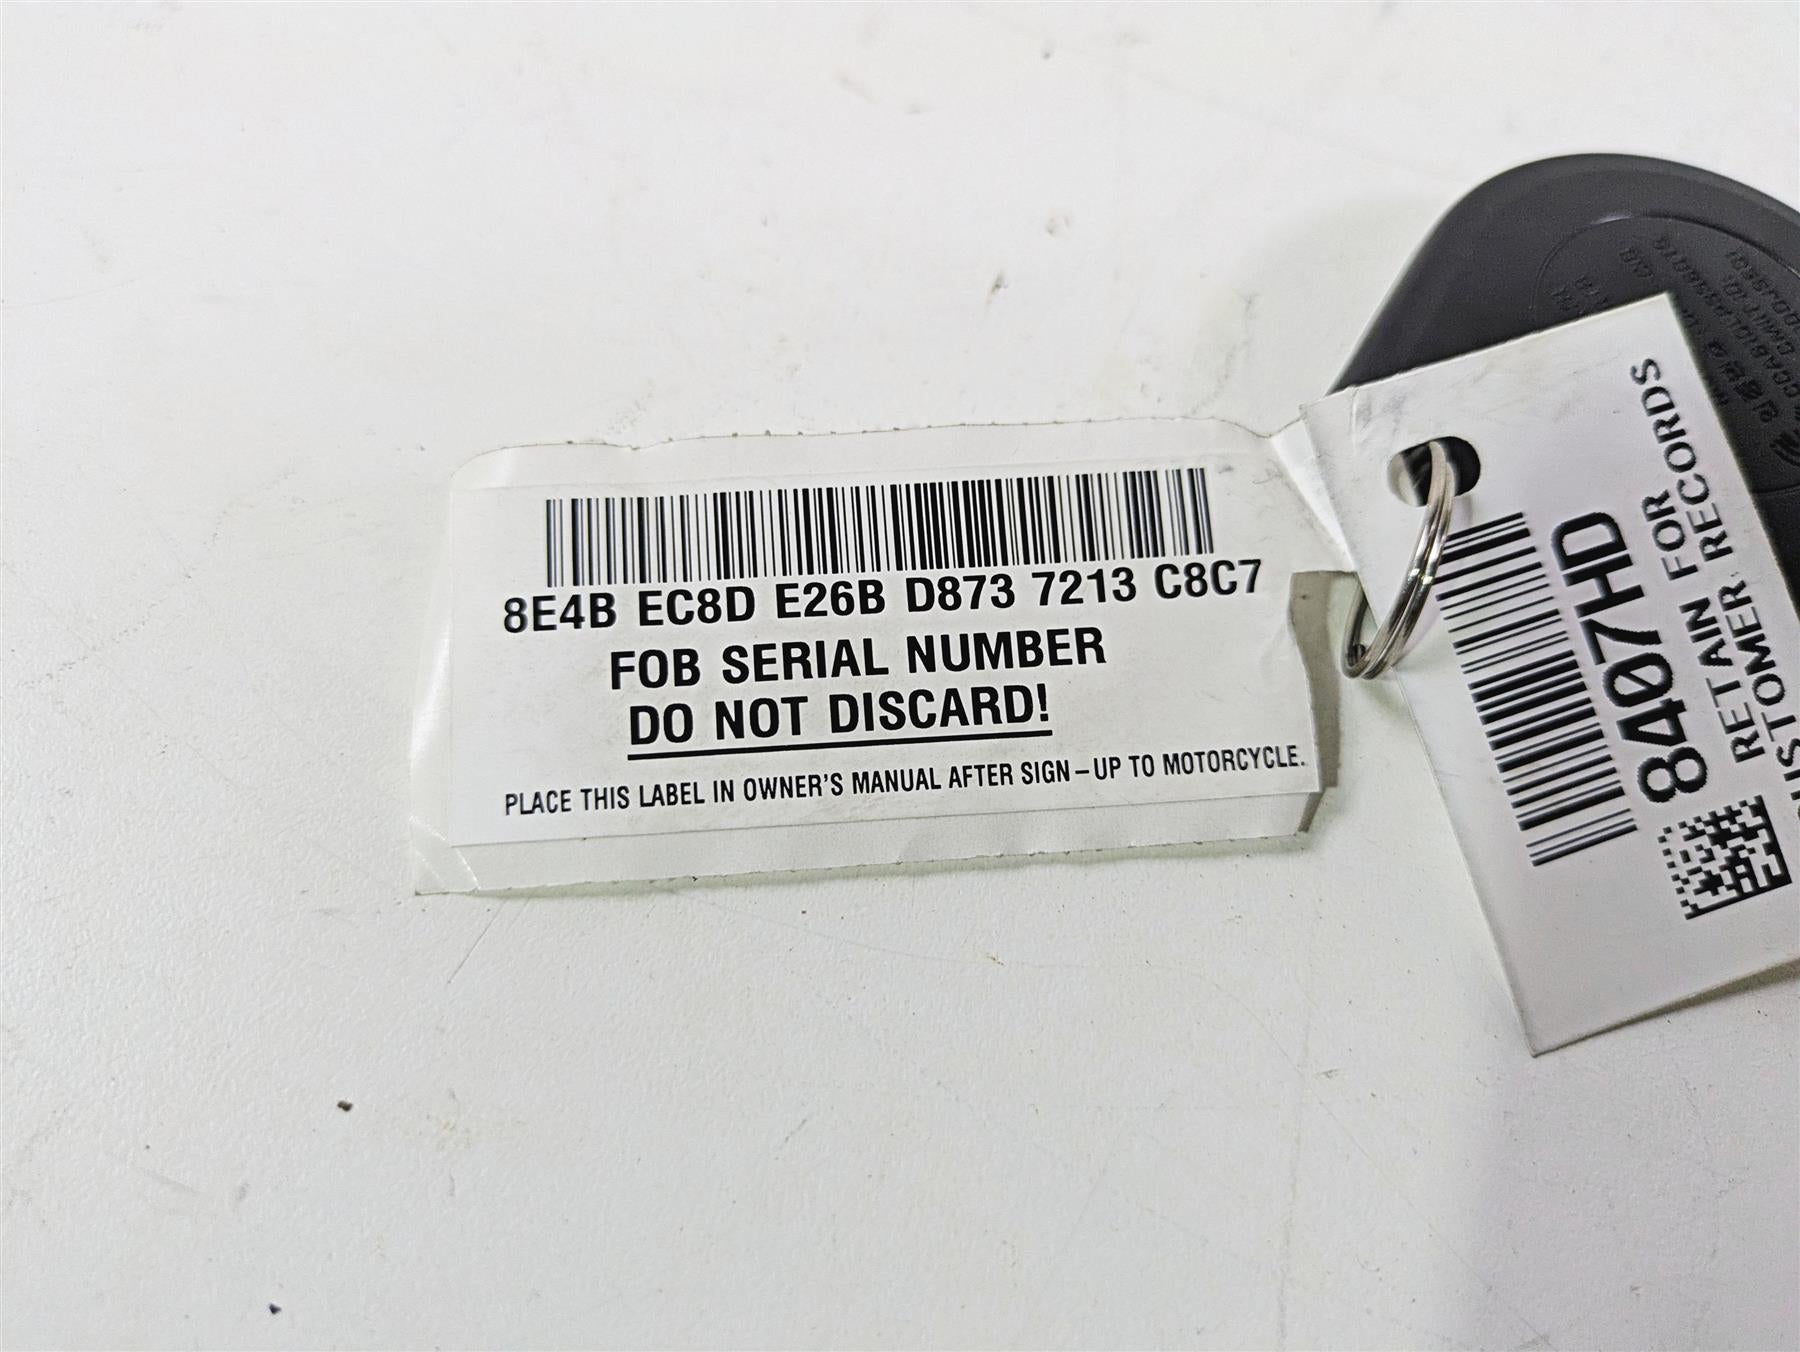 8E4B EC8D E26B D873 7213 C8C7
FOB SERIAL NUMBER
DO NOT DISCARD!
PLACE THIS LABEL IN OWNER'S MANUAL AFTER SIGN-UP TO MOTORCYCLE.
8407HD
RETAIN FOR
CUSTOMER RECORDS